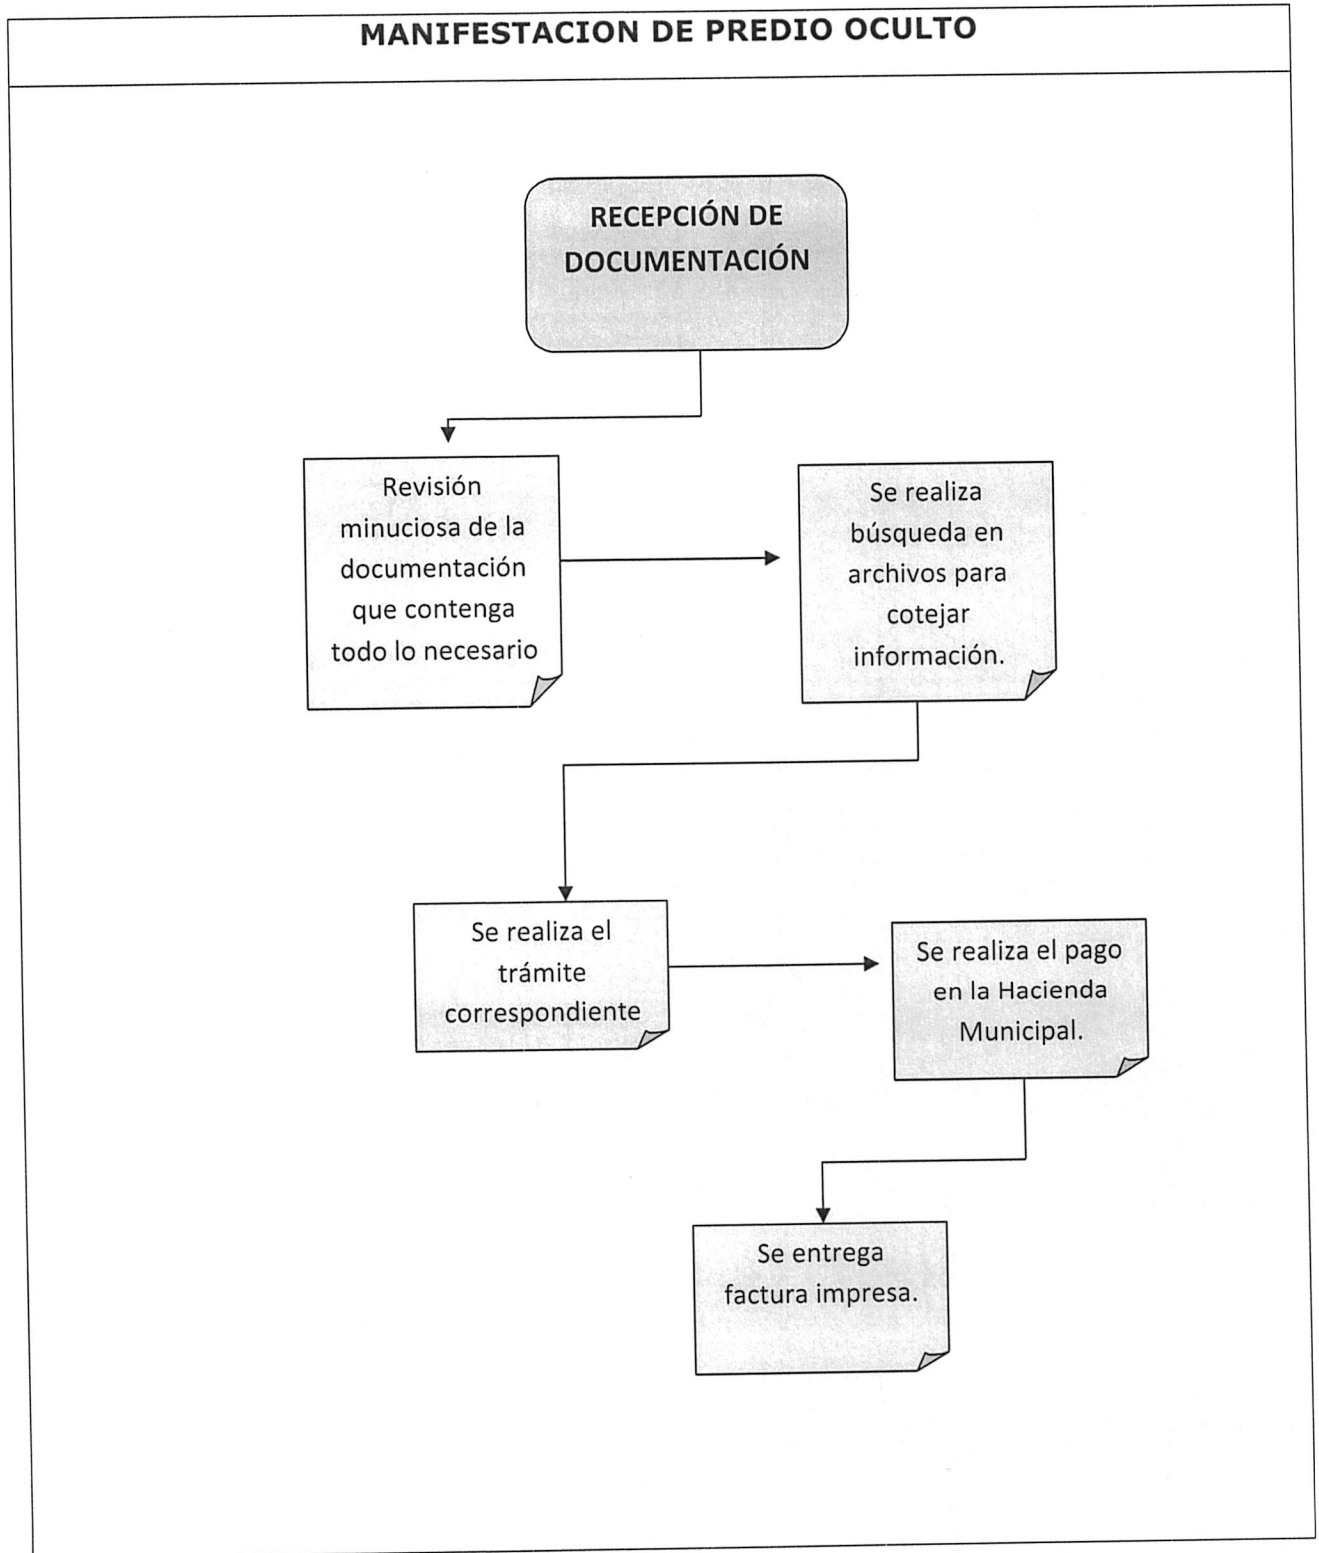 MANIFESTACION DE PREDIO OCULTO
RECEPCIÓN DE
DOCUMENTACIÓN
Revisión
minuciosa de la
documentación
que contenga
todo lo necesario
Se realiza
búsqueda en
archivos para
cotejar
información.
Se realiza el
trámite
correspondiente
Se realiza el pago
en la Hacienda
Municipal.
Se entrega
factura impresa.